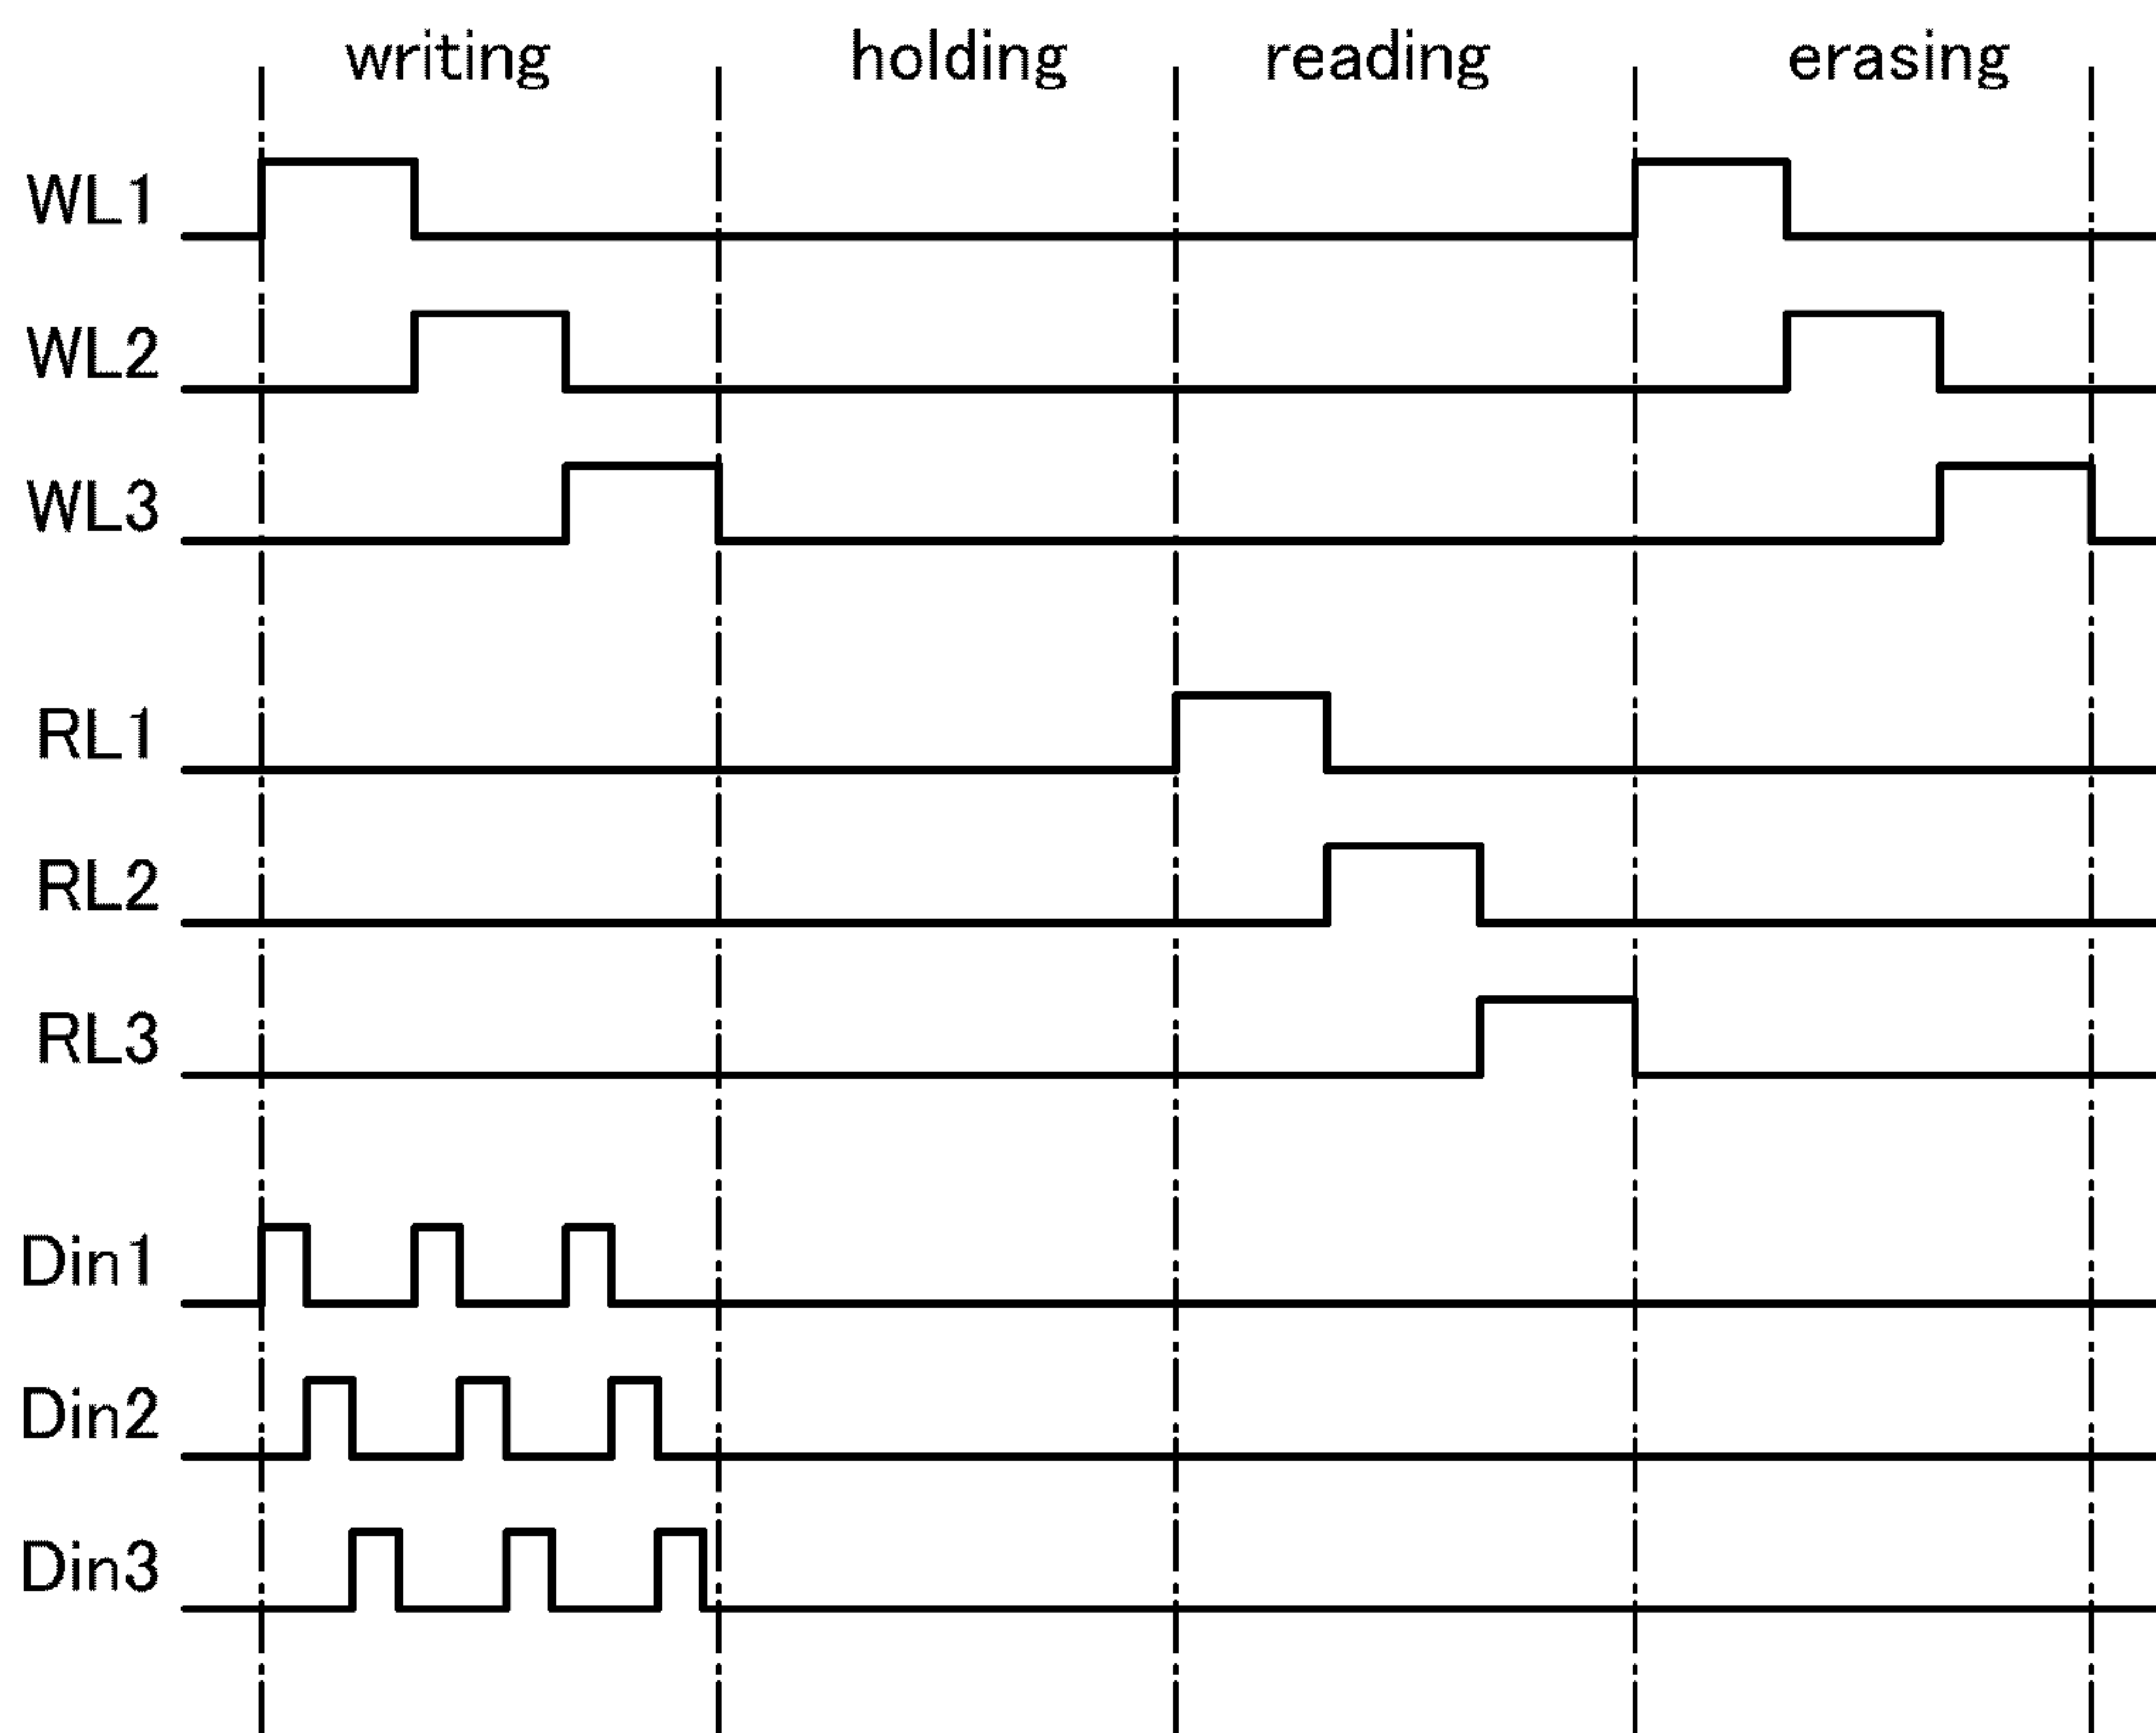 writing holding reading erasing
WL1
WL2
WL3
RL1
RL2
RL3
Din1
Din2
Din3